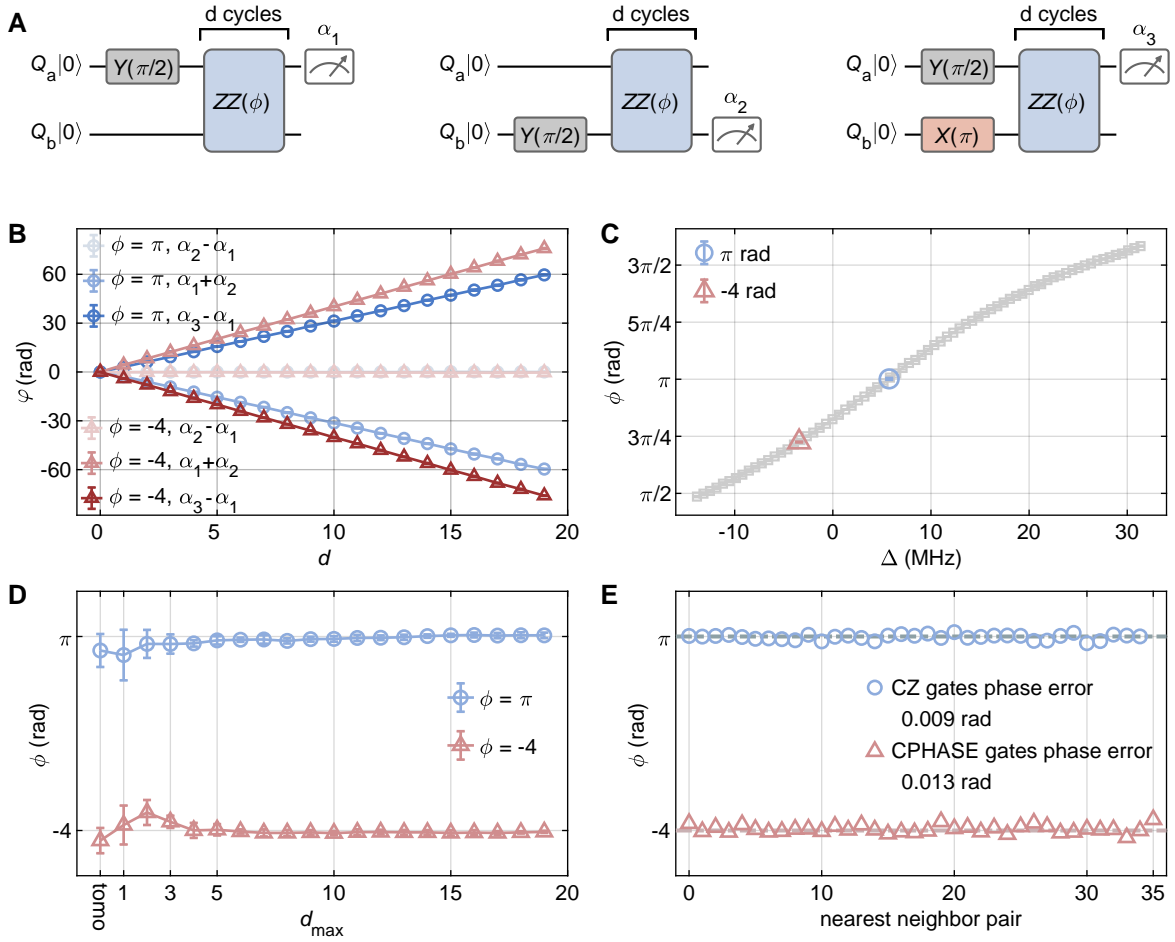 A
d cycles
α₁
Qₐ|0⟩
Y(π/2)
ZZ(ϕ)
Q_b|0⟩
d cycles
Qₐ|0⟩
ZZ(ϕ)
α₂
Q_b|0⟩
Y(π/2)
d cycles
α₃
Qₐ|0⟩
Y(π/2)
ZZ(ϕ)
Q_b|0⟩
X(π)
B
ϕ = π, α₂-α₁
ϕ = π, α₁+α₂
ϕ = π, α₃-α₁
ϕ = -4, α₂-α₁
ϕ = -4, α₁+α₂
ϕ = -4, α₃-α₁
φ (rad)
60
30
0
-30
-60
0 5 10 15 20
d
C
π rad
-4 rad
ϕ (rad)
3π/2
5π/4
π
3π/4
π/2
-10 0 10 20 30
Δ (MHz)
D
ϕ (rad)
π
-4
ϕ = π
ϕ = -4
tomo 1 3 5 10 15 20
d_max
E
ϕ (rad)
π
-4
CZ gates phase error
0.009 rad
CPHASE gates phase error
0.013 rad
0 10 20 30 35
nearest neighbor pair